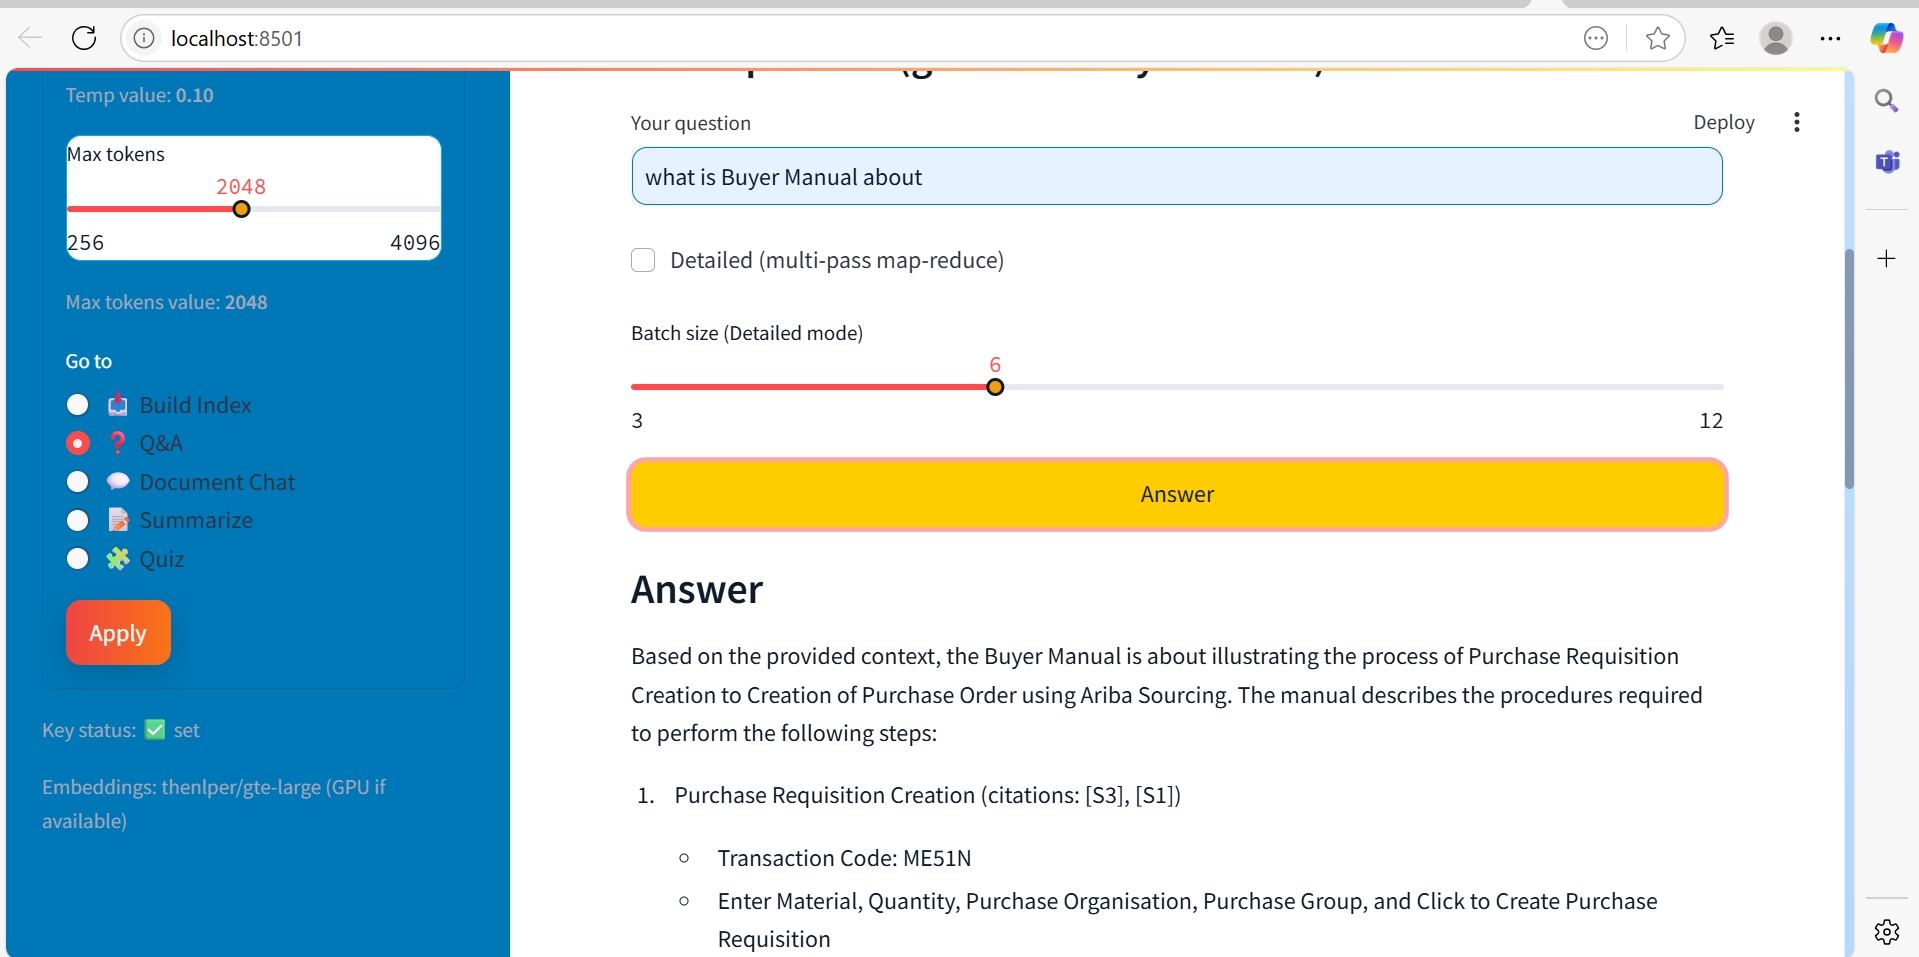 localhost:8501
Temp value: 0.10
Max tokens
2048
256 4096
Max tokens value: 2048
Go to
Build Index
Q&A
Document Chat
Summarize
Quiz
Apply
Key status: ✅ set
Embeddings: thenlper/gte-large (GPU if
available)
Deploy
Your question
what is Buyer Manual about
Detailed (multi-pass map-reduce)
Batch size (Detailed mode)
6
3 12
Answer
Answer
Based on the provided context, the Buyer Manual is about illustrating the process of Purchase Requisition
Creation to Creation of Purchase Order using Ariba Sourcing. The manual describes the procedures required
to perform the following steps:
1. Purchase Requisition Creation (citations: [S3], [S1])
○ Transaction Code: ME51N
○ Enter Material, Quantity, Purchase Organisation, Purchase Group, and Click to Create Purchase
Requisition